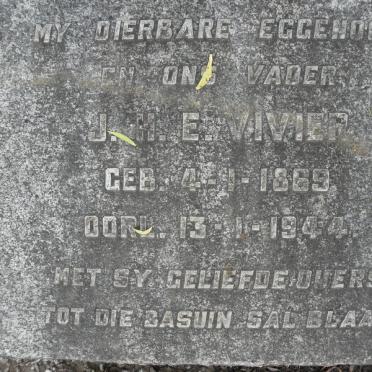 MY DIERBARE EGGENO
EN ONS VADER
J. H. E. VIVIER
GEB. 4-1-1869
OORL. 13-1-1944.
MET SY GELIEFDE OUERS
TOT DIE BASUIN SAL BLAA